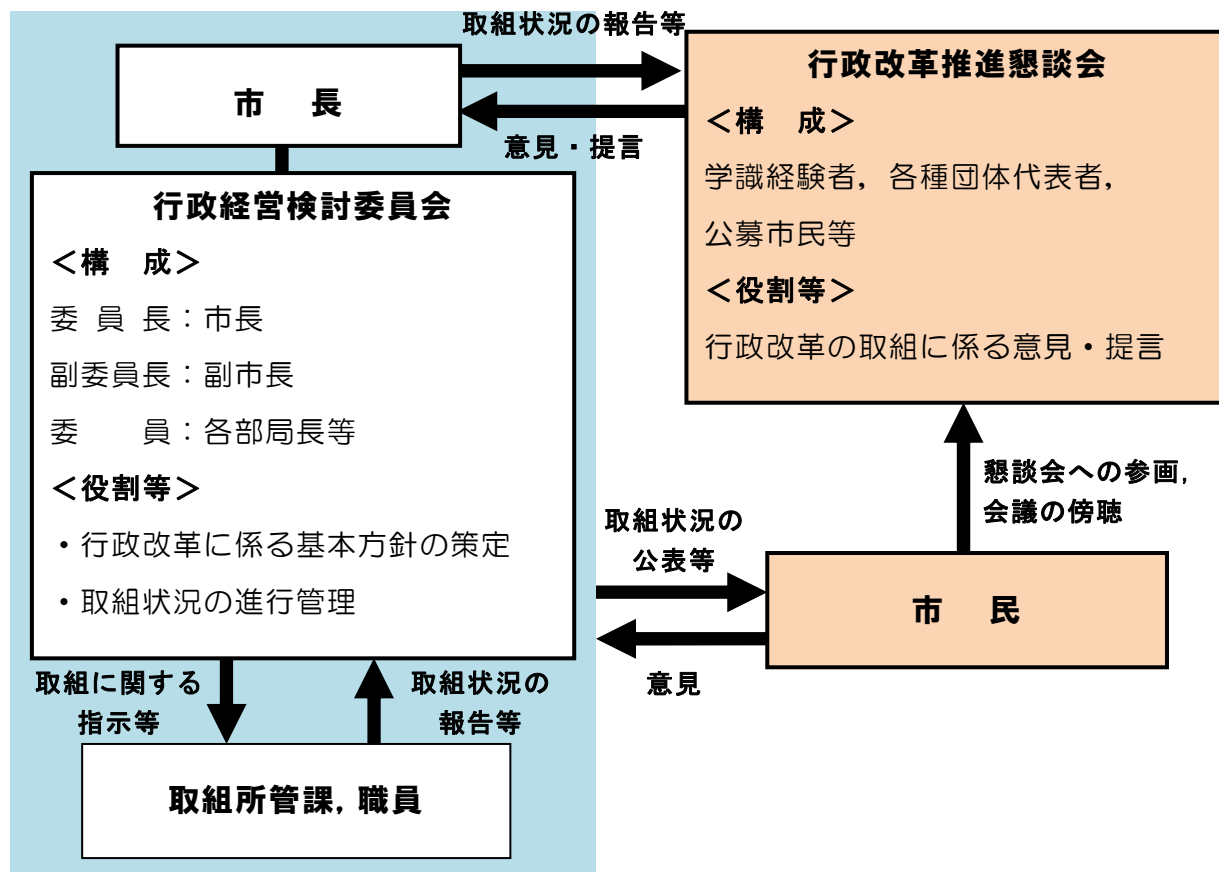 取組状況の報告等
市　長
意見・提言
行政改革推進懇談会
＜構　成＞
学識経験者，各種団体代表者，
公募市民等
＜役割等＞
行政改革の取組に係る意見・提言
行政経営検討委員会
＜構　成＞
委 員 長：市長
副委員長：副市長
委　　員：各部局長等
＜役割等＞
・行政改革に係る基本方針の策定
・取組状況の進行管理
懇談会への参画，
会議の傍聴
取組状況の
公表等
市　民
意見
取組に関する
指示等
取組状況の
報告等
取組所管課，職員